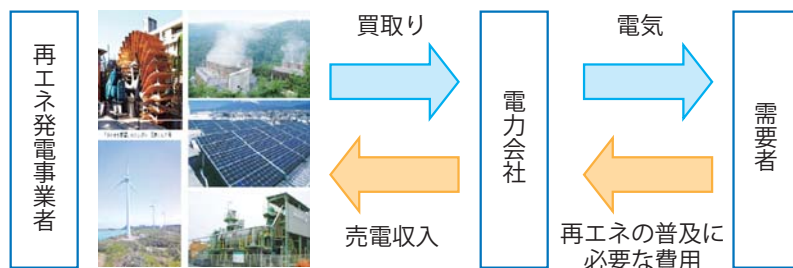 再エネ発電事業者
買取り
売電収入
電力会社
電気
再エネの普及に
必要な費用
需要者